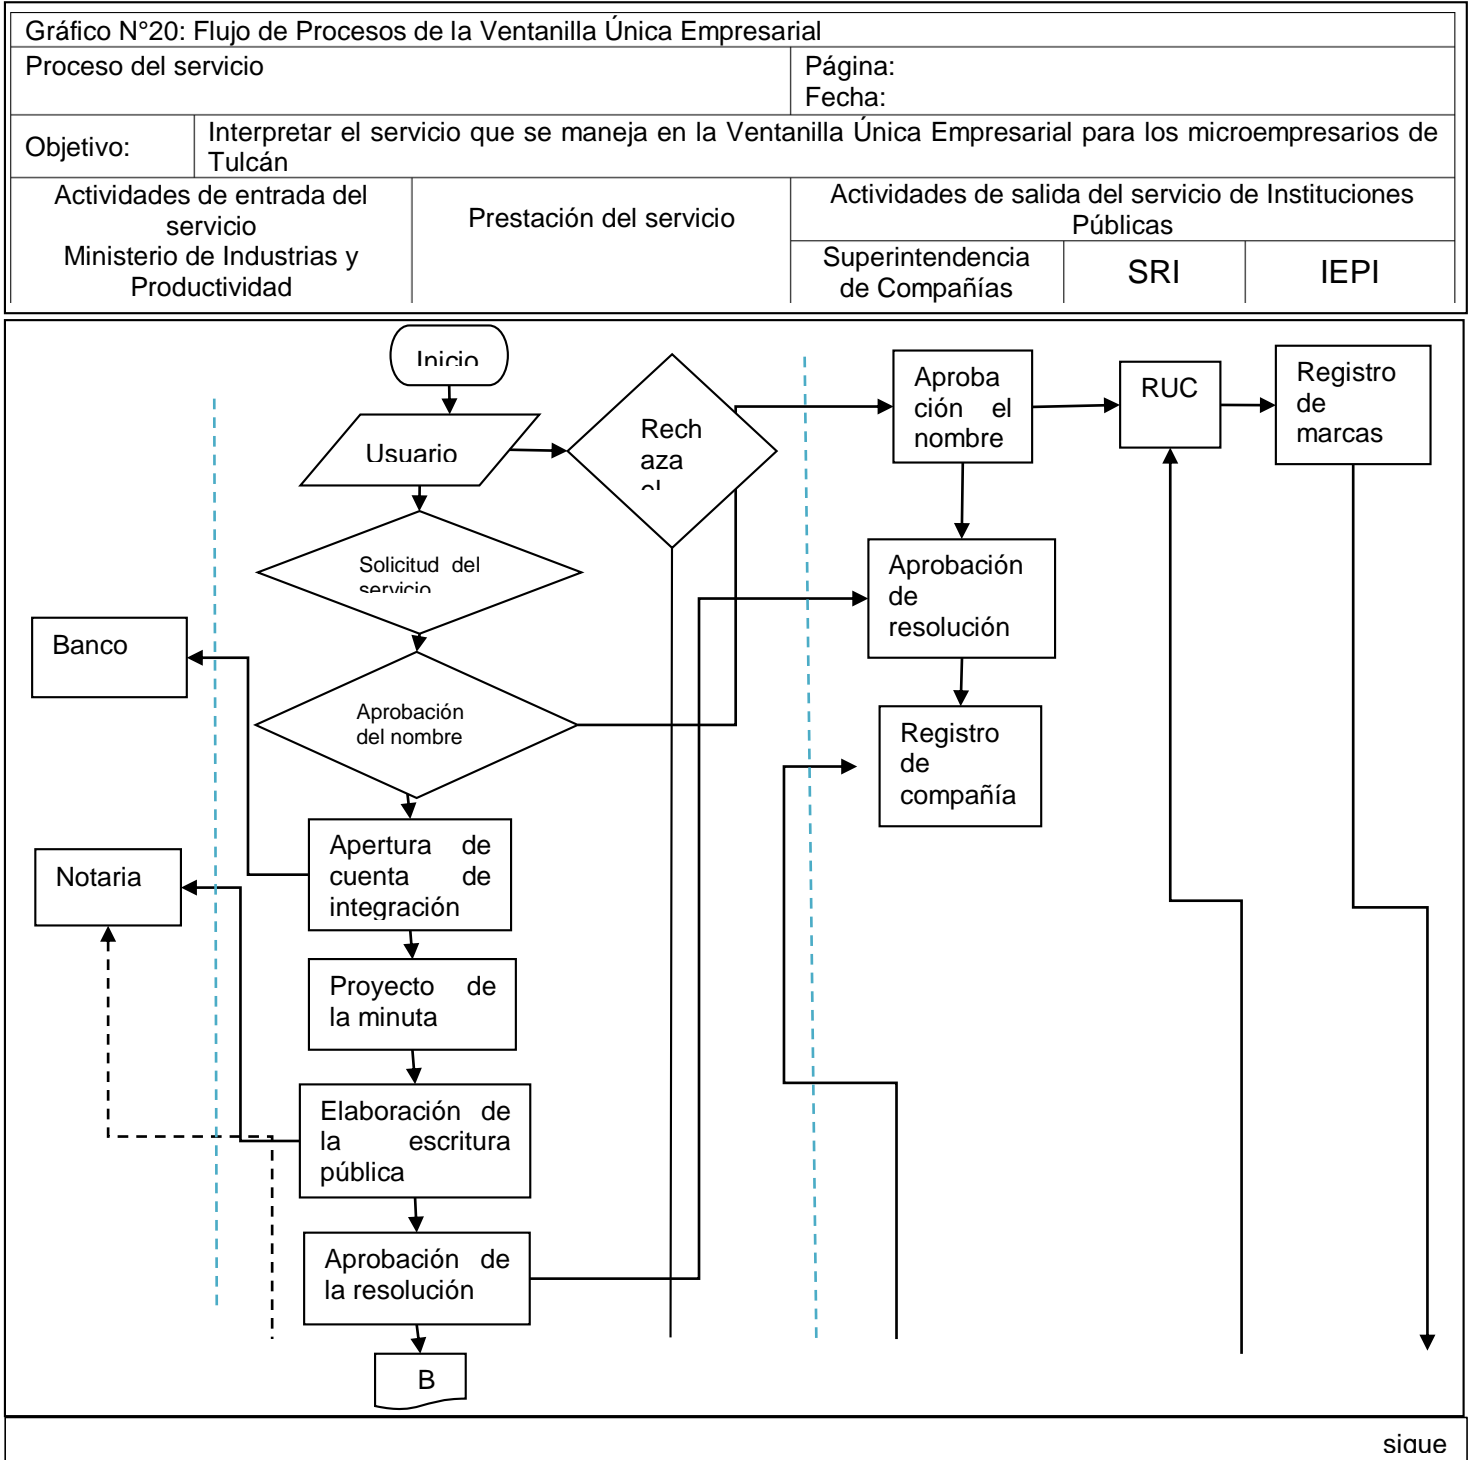 Gráfico N°20: Flujo de Procesos de la Ventanilla Única Empresarial
Proceso del servicio
Página:
Fecha:
Objetivo:
Interpretar el servicio que se maneja en la Ventanilla Única Empresarial para los microempresarios de
Tulcán
Actividades de entrada del
servicio
Ministerio de Industrias y
Productividad
Prestación del servicio
Actividades de salida del servicio de Instituciones
Públicas
Superintendencia
de Compañías
SRI
IEPI
Inicio
Usuario
Rech
aza
el
Aproba
ción el
nombre
RUC
Registro
de
marcas
Solicitud del
servicio
Aprobación
de
resolución
Banco
Aprobación
del nombre
Registro
de
compañía
Apertura de
cuenta de
integración
Notaria
Proyecto de
la minuta
Elaboración de
la escritura
pública
Aprobación de
la resolución
B
sigue